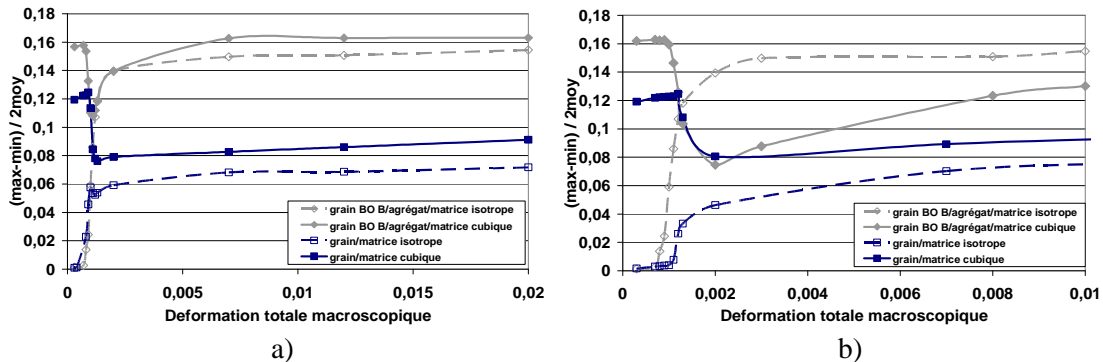 (max-min) / 2moy
0,18
0,16
0,14
0,12
0,1
0,08
0,06
0,04
0,02
0
grain BO B/agrégat/matrice isotrope
grain BO B/agrégat/matrice cubique
grain/matrice isotrope
grain/matrice cubique
0
0,005
0,01
0,015
0,02
Deformation totale macroscopique
a)
(max-min) / 2moy
0,18
0,16
0,14
0,12
0,1
0,08
0,06
0,04
0,02
0
grain BO B/agrégat/matrice isotrope
grain BO B/agrégat/matrice cubique
grain/matrice isotrope
grain/matrice cubique
0
0,002
0,004
0,006
0,008
0,01
Deformation totale macroscopique
b)